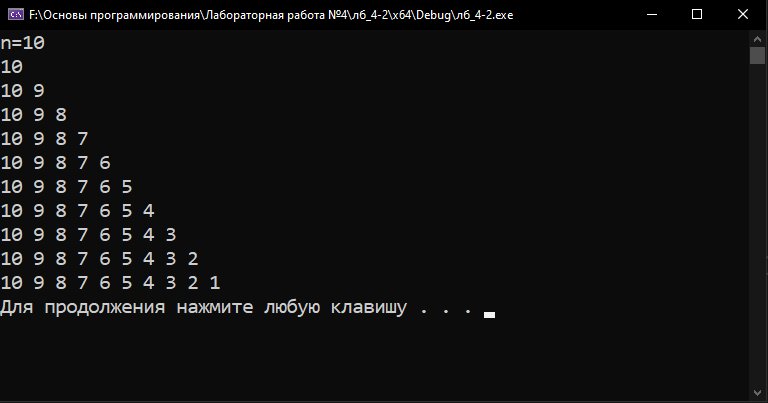 F:\Основы программирования\Лабораторная работа №4\лб_4-2\x64\Debug\лб_4-2.exe
n=10
10
10 9
10 9 8
10 9 8 7
10 9 8 7 6
10 9 8 7 6 5
10 9 8 7 6 5 4
10 9 8 7 6 5 4 3
10 9 8 7 6 5 4 3 2
10 9 8 7 6 5 4 3 2 1
Для продолжения нажмите любую клавишу . . .